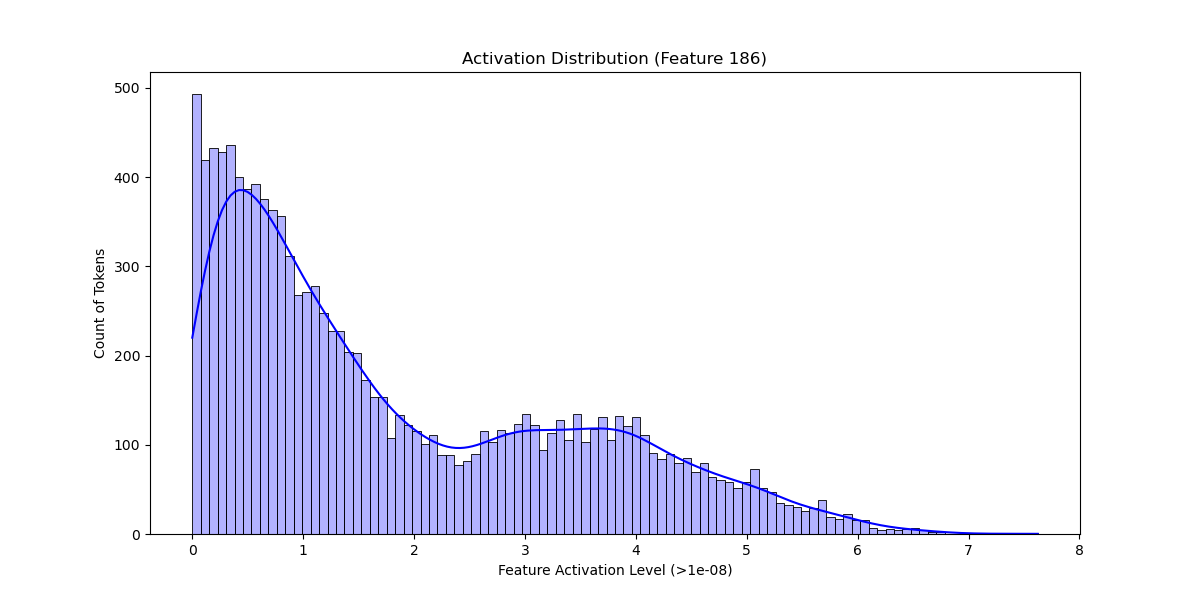 Activation Distribution (Feature 186)
500
400
300
200
100
0
Count of Tokens
0 1 2 3 4 5 6 7 8
Feature Activation Level (>1e-08)